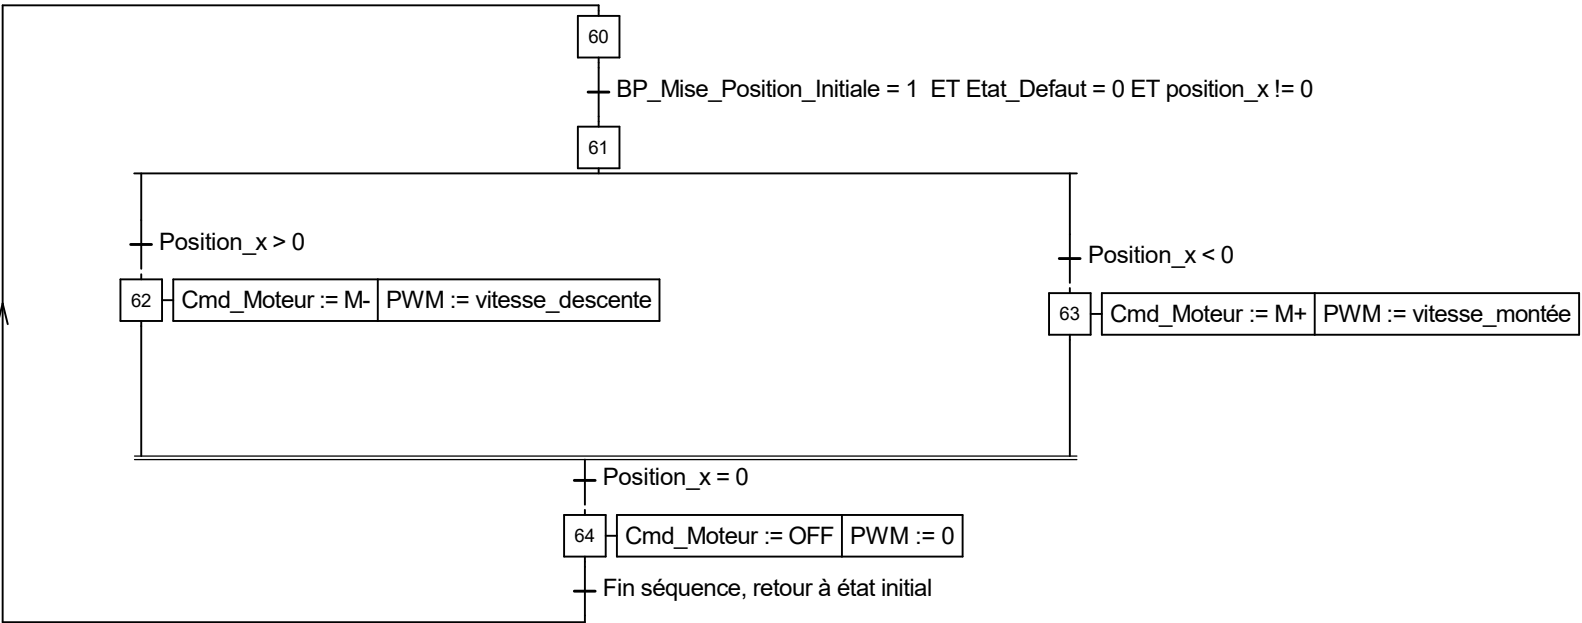 60
BP_Mise_Position_Initiale = 1  ET Etat_Defaut = 0 ET position_x != 0
61
Position_x > 0
Position_x < 0
62 Cmd_Moteur := M- PWM := vitesse_descente
63 Cmd_Moteur := M+ PWM := vitesse_montée
Position_x = 0
64 Cmd_Moteur := OFF PWM := 0
Fin séquence, retour à état initial